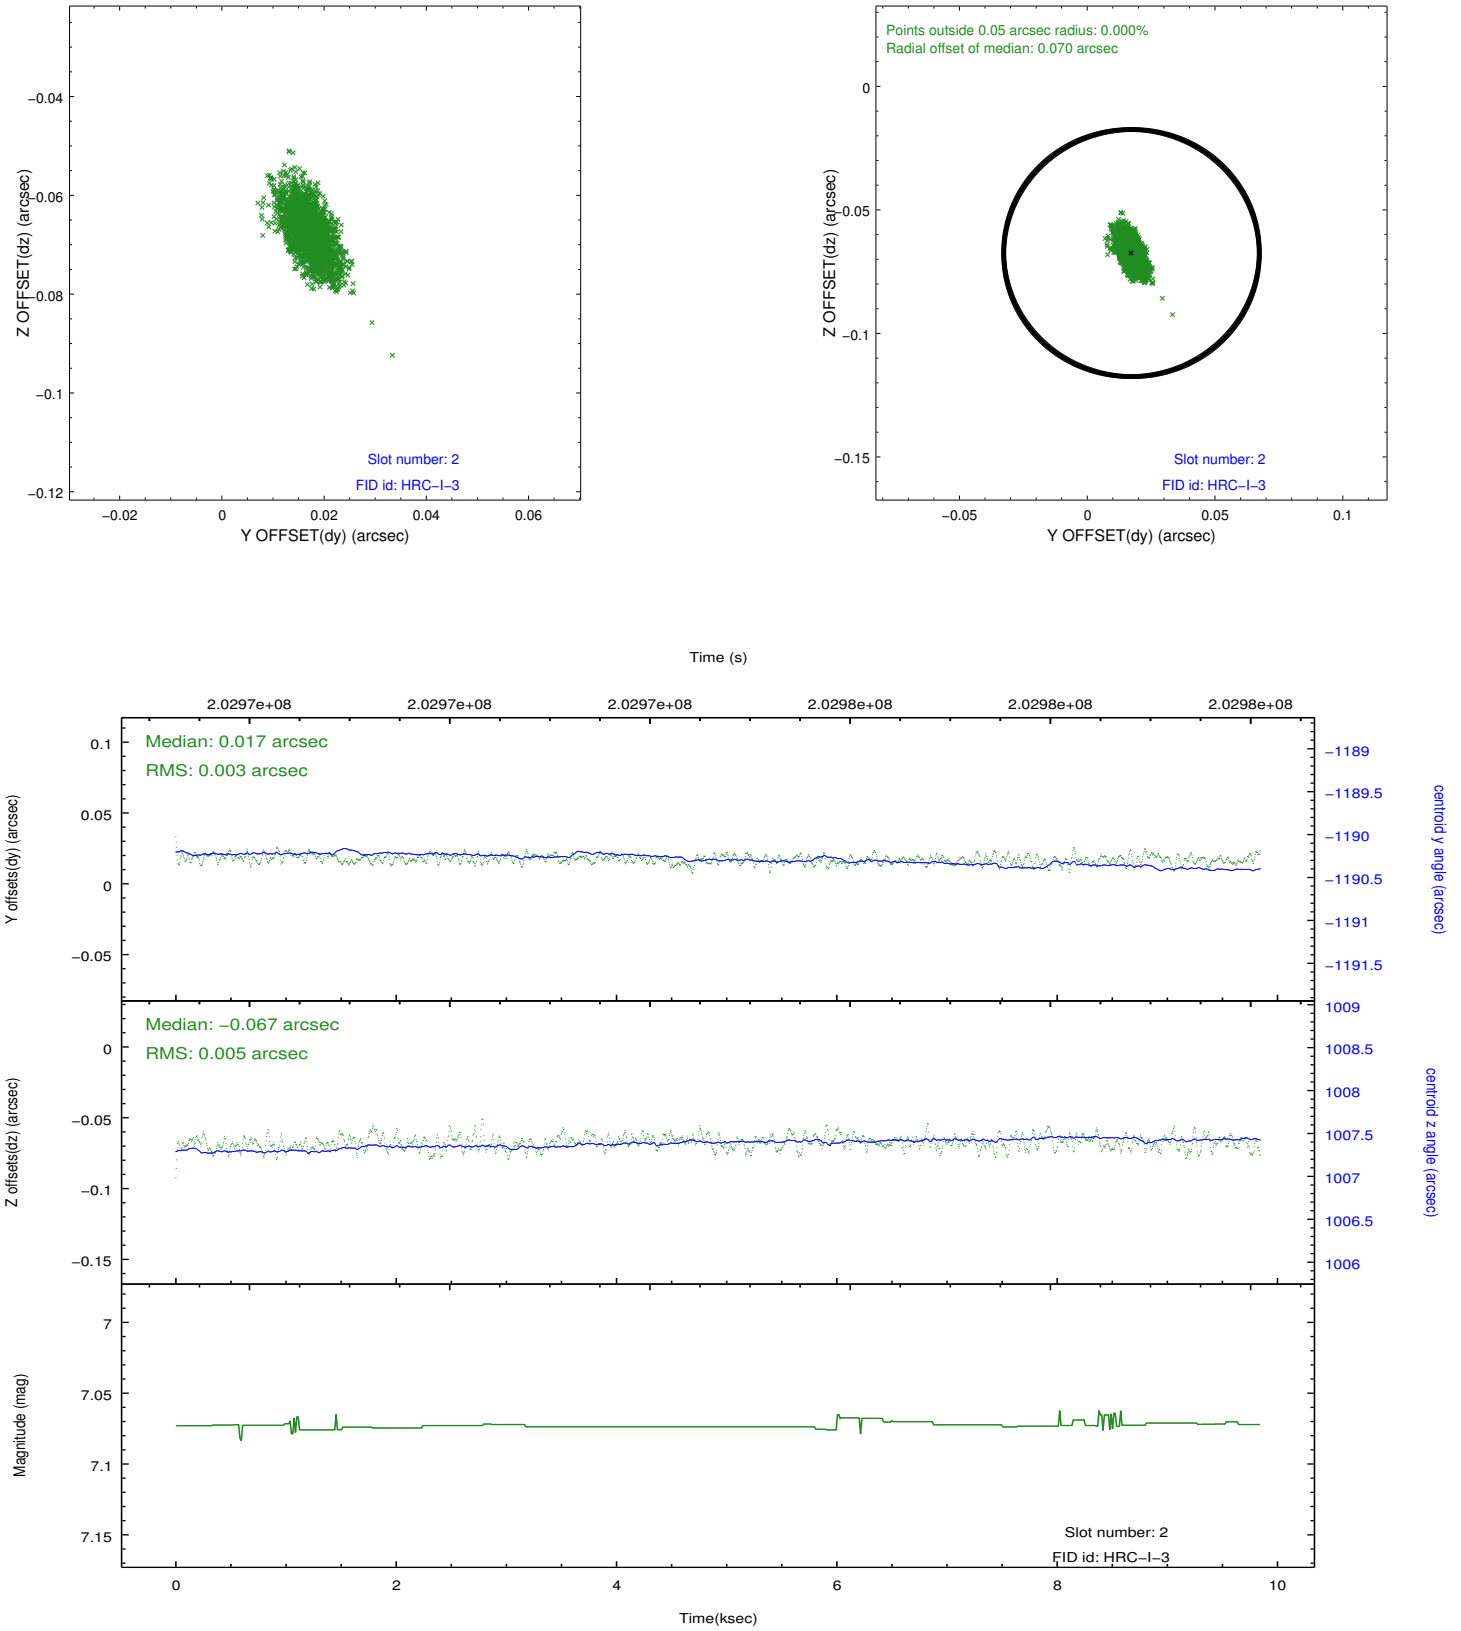 −0.04
−0.06
−0.08
−0.1
−0.12
Z OFFSET(dz) (arcsec)
Slot number: 2
FID id: HRC−I−3
−0.02
0
0.02
0.04
0.06
Y OFFSET(dy) (arcsec)
Points outside 0.05 arcsec radius: 0.000%
Radial offset of median: 0.070 arcsec
0
−0.05
−0.1
−0.15
Z OFFSET(dz) (arcsec)
Slot number: 2
FID id: HRC−I−3
−0.05
0
0.05
0.1
Y OFFSET(dy) (arcsec)
Time (s)
2.0297e+08
2.0297e+08
2.0297e+08
2.0298e+08
2.0298e+08
2.0298e+08
Median: 0.017 arcsec
RMS: 0.003 arcsec
0.1
0.05
0
−0.05
Y offsets(dy) (arcsec)
−1189
−1189.5
−1190
−1190.5
−1191
−1191.5
centroid y angle (arcsec)
Median: −0.067 arcsec
RMS: 0.005 arcsec
0
−0.05
−0.1
−0.15
Z offsets(dz) (arcsec)
1009
1008.5
1008
1007.5
1007
1006.5
1006
centroid z angle (arcsec)
7
7.05
7.1
7.15
Magnitude (mag)
Slot number: 2
FID id: HRC−I−3
0
2
4
6
8
10
Time(ksec)